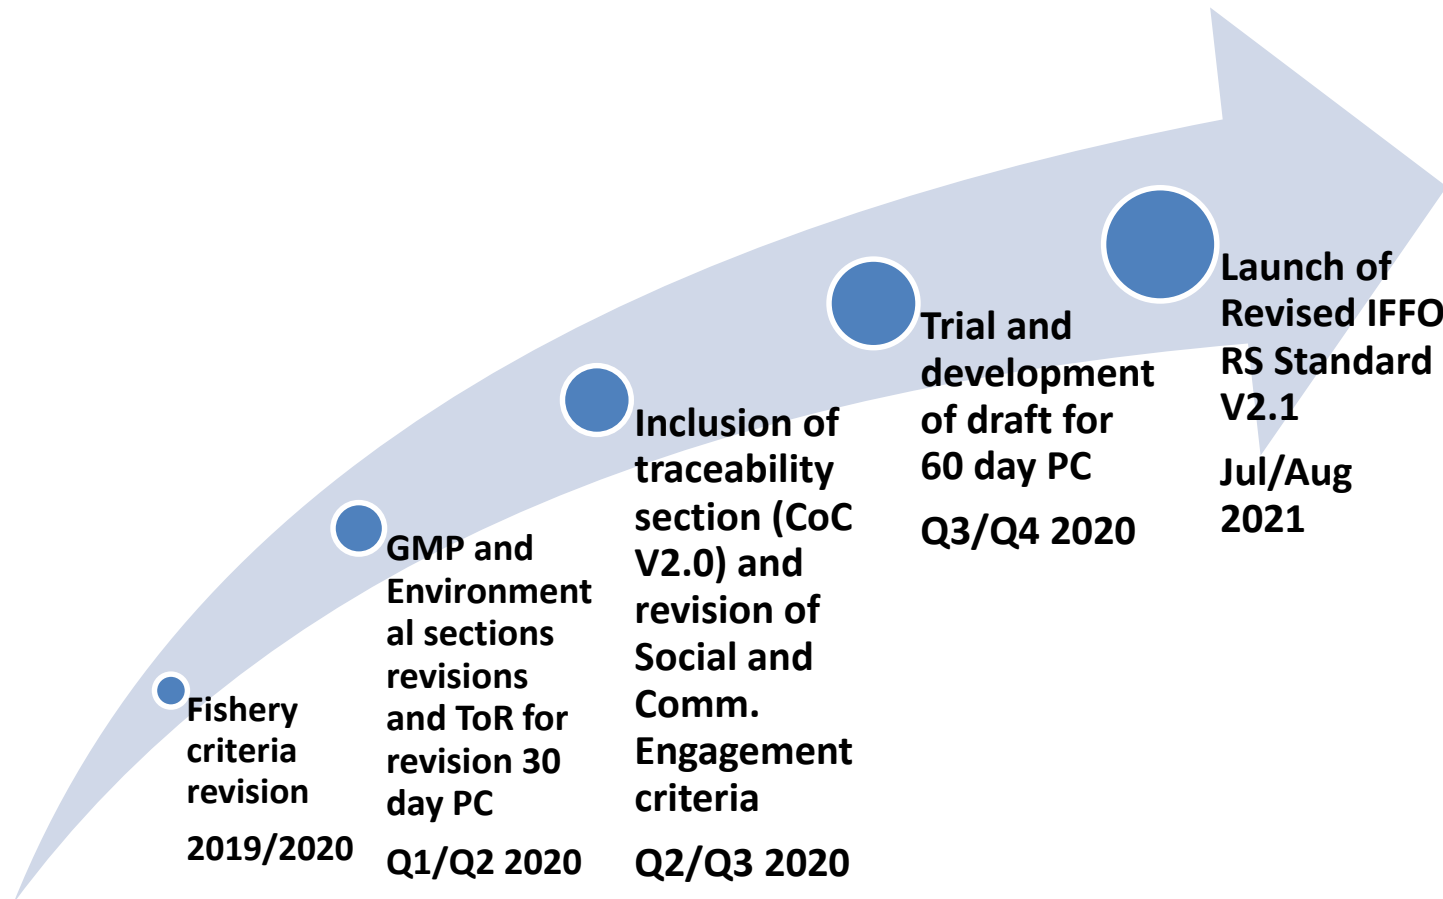 Fishery
criteria
revision
2019/2020
GMP and
Environment
al sections
revisions
and ToR for
revision 30
day PC
Q1/Q2 2020
Inclusion of
traceability
section (CoC
V2.0) and
revision of
Social and
Comm.
Engagement
criteria
Q2/Q3 2020
Trial and
development
of draft for
60 day PC
Q3/Q4 2020
Launch of
Revised IFFO
RS Standard
V2.1
Jul/Aug
2021